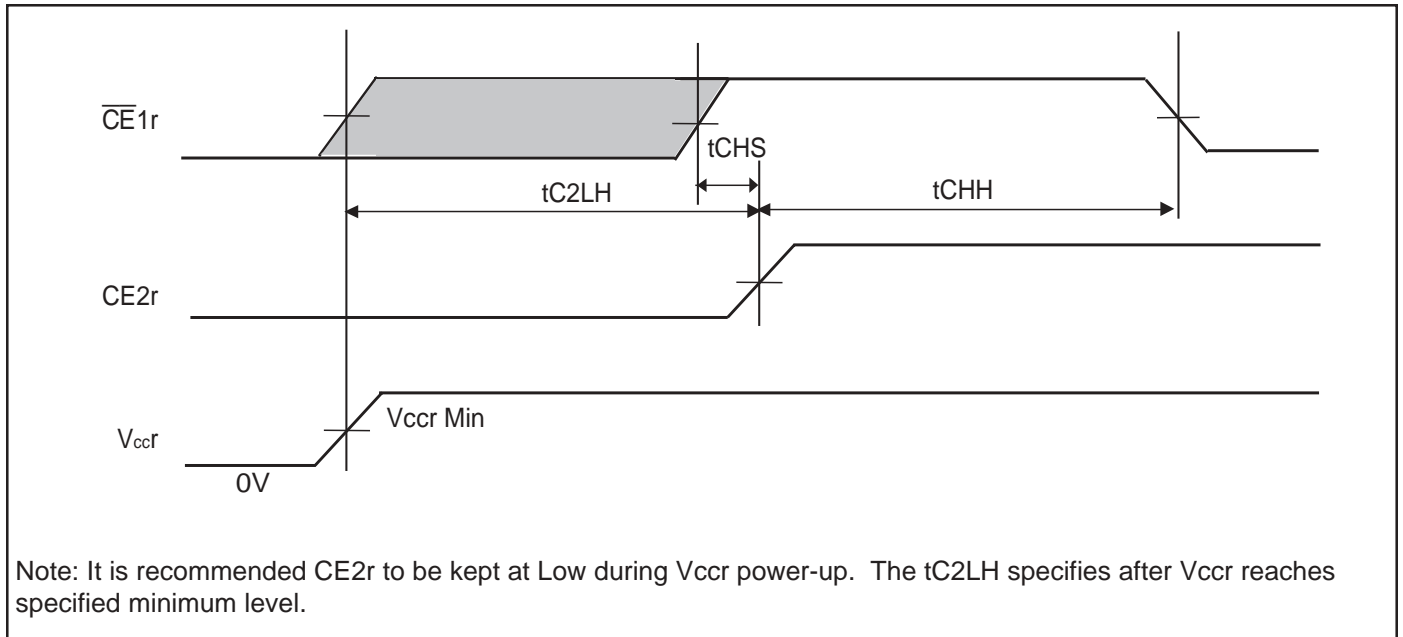 C̅E̅1r
tCHS
tC2LH
tCHH
CE2r
Vccr Min
Vccr
0V
Note: It is recommended CE2r to be kept at Low during Vccr power-up. The tC2LH specifies after Vccr reaches
specified minimum level.